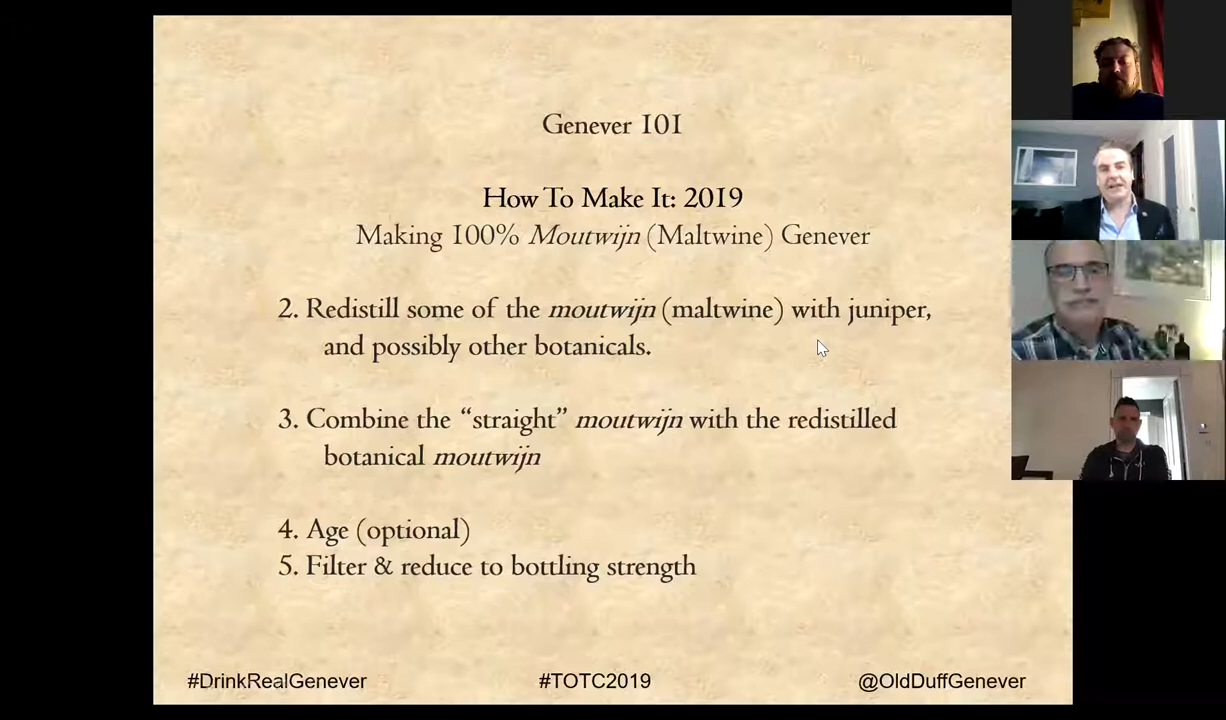 Genever 101
How To Make It: 2019
Making 100% Moutwijn (Maltwine) Genever
2. Redistill some of the moutwijn (maltwine) with juniper,
and possibly other botanicals.
3. Combine the “straight” moutwijn with the redistilled
botanical moutwijn
4. Age (optional)
5. Filter & reduce to bottling strength
#DrinkRealGenever #TOTC2019 @OldDuffGenever